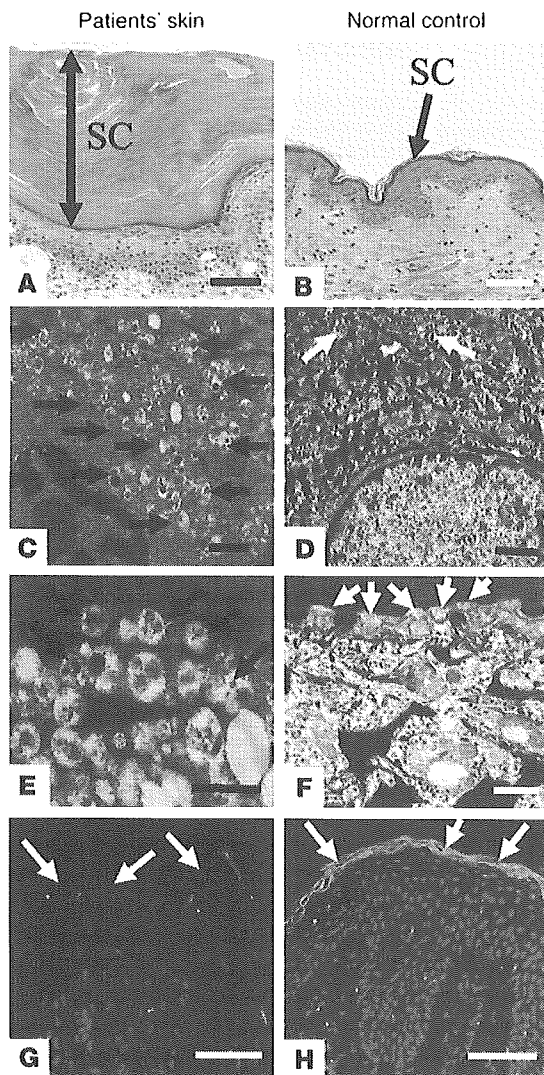 Patients' skin Normal control
SC
SC
A B
C D
E F
G H